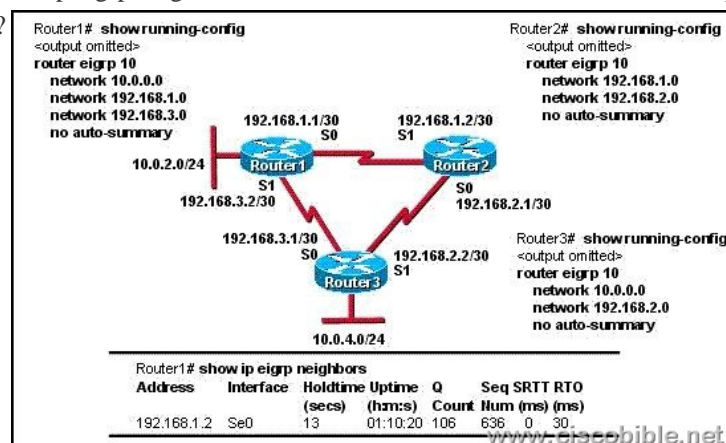 ?
Router1# show running-config
<output omitted>
router eigrp 10
network 10.0.0.0
network 192.168.1.0
network 192.168.3.0
no auto-summary
Router2# show running-config
<output omitted>
router eigrp 10
network 192.168.1.0
network 192.168.2.0
no auto-summary
192.168.1.1/30
S0
192.168.1.2/30
S1
10.0.2.0/24
Router1
Router2
S1
192.168.3.2/30
S0
192.168.2.1/30
192.168.3.1/30
S0
192.168.2.2/30
S1
Router3
10.0.4.0/24
Router3# show running-config
<output omitted>
router eigrp 10
network 10.0.0.0
network 192.168.2.0
no auto-summary
Router1# show ip eigrp neighbors
Address Interface Holdtime Uptime Q Seq SRTT RTO
(secs) (h:m:s) Count Num (ms) (ms)
192.168.1.2 Se0 13 01:10:20 106 636 0 30
www.ciscobible.net